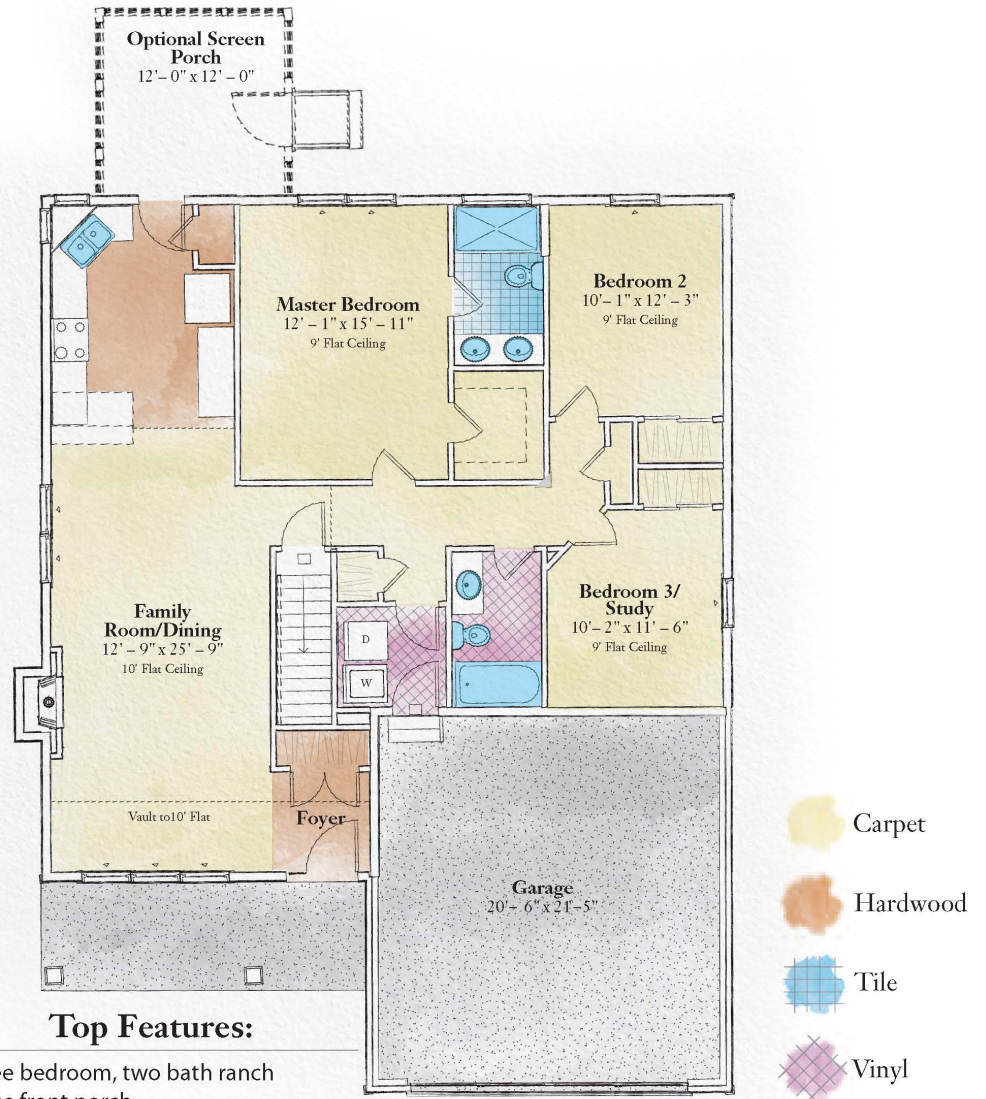 Optional Screen
Porch
12'– 0" x 12' – 0"
Master Bedroom
12' – 1" x 15' – 11"
9' Flat Ceiling
Bedroom 2
10'– 1" x 12' – 3"
9' Flat Ceiling
Family
Room/Dining
12' – 9" x 25' – 9"
10' Flat Ceiling
D
W
Bedroom 3/
Study
10'– 2" x 11' – 6"
9' Flat Ceiling
Vault to10' Flat
Foyer
Garage
20'– 6" x 21'–5"
Carpet
Hardwood
Tile
Vinyl
Top Features:
ee bedroom, two bath ranch
front porch